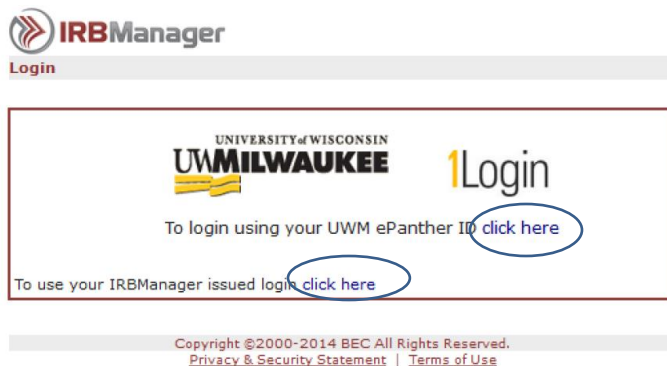 IRBManager
Login
UNIVERSITY of WISCONSIN
UWMILWAUKEE
1Login
To login using your UWM ePanther ID click here
To use your IRBManager issued login click here
Copyright ©2000-2014 BEC All Rights Reserved.
Privacy & Security Statement | Terms of Use